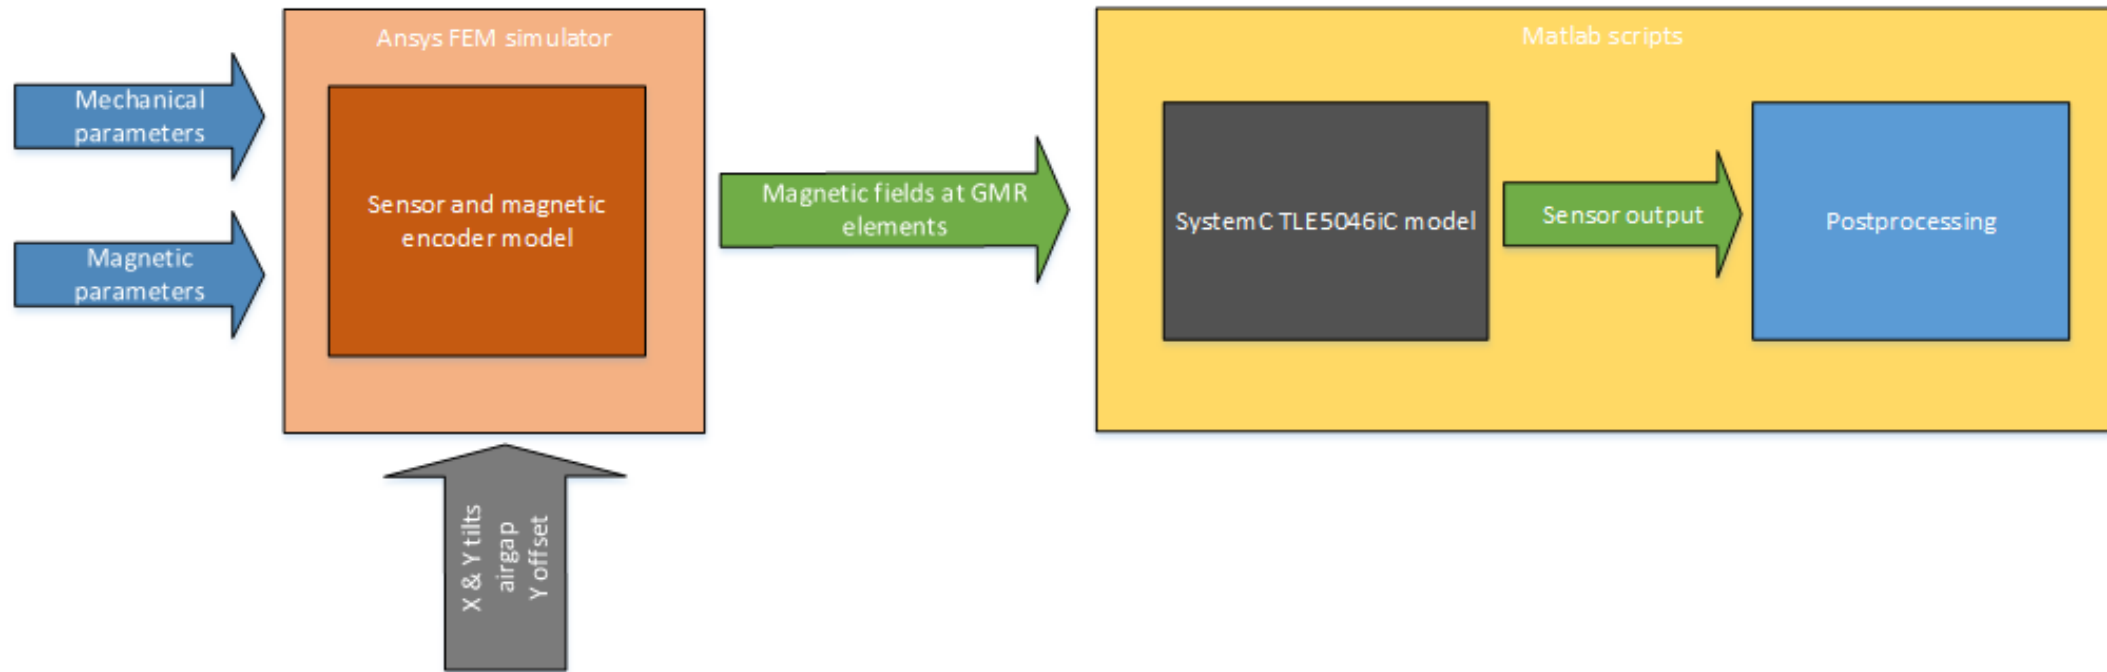 Ansys FEM simulator
Matlab scripts
Mechanical
parameters
Magnetic
parameters
Sensor and magnetic
encoder model
Magnetic fields at GMR
elements
SystemC TLE5046iC model
Sensor output
Postprocessing
X & Y tilts
airgap
Y offset